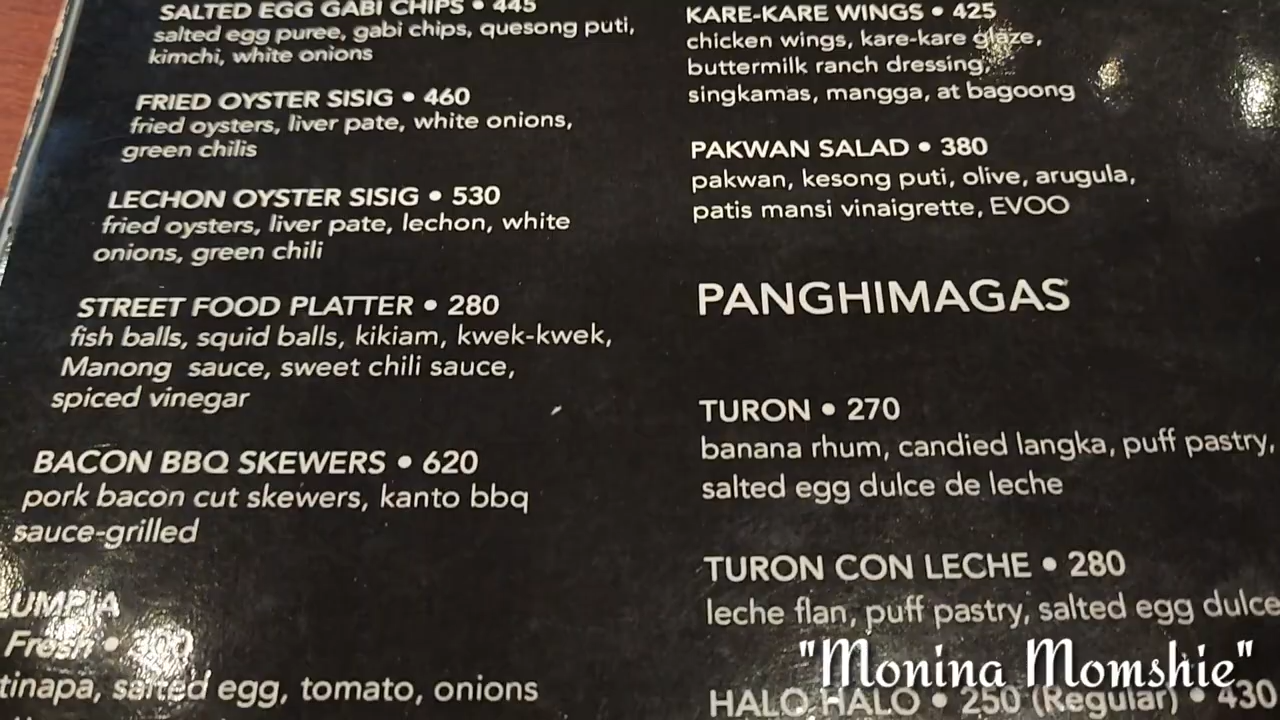 SALTED EGG GABI CHIPS • 445
salted egg puree, gabi chips, quesong puti,
kimchi, white onions
FRIED OYSTER SISIG • 460
fried oysters, liver pate, white onions,
green chilis
LECHON OYSTER SISIG • 530
fried oysters, liver pate, lechon, white
onions, green chili
STREET FOOD PLATTER • 280
fish balls, squid balls, kikiam, kwek-kwek,
Manong sauce, sweet chili sauce,
spiced vinegar
BACON BBQ SKEWERS • 620
pork bacon cut skewers, kanto bbq
sauce-grilled
LUMPIA
Fresh •
tinapa, salted egg, tomato, onions
KARE-KARE WINGS • 425
chicken wings, kare-kare glaze,
buttermilk ranch dressing,
singkamas, mangga, at bagoong
PAKWAN SALAD • 380
pakwan, kesong puti, olive, arugula,
patis mansi vinaigrette, EVOO
PANGHIMAGAS
TURON • 270
banana rhum, candied langka, puff pastry,
salted egg dulce de leche
TURON CON LECHE • 280
leche flan, puff pastry, salted egg dulce
HALO HALO • 250 (Regular) • 430
"Monina Momshie"